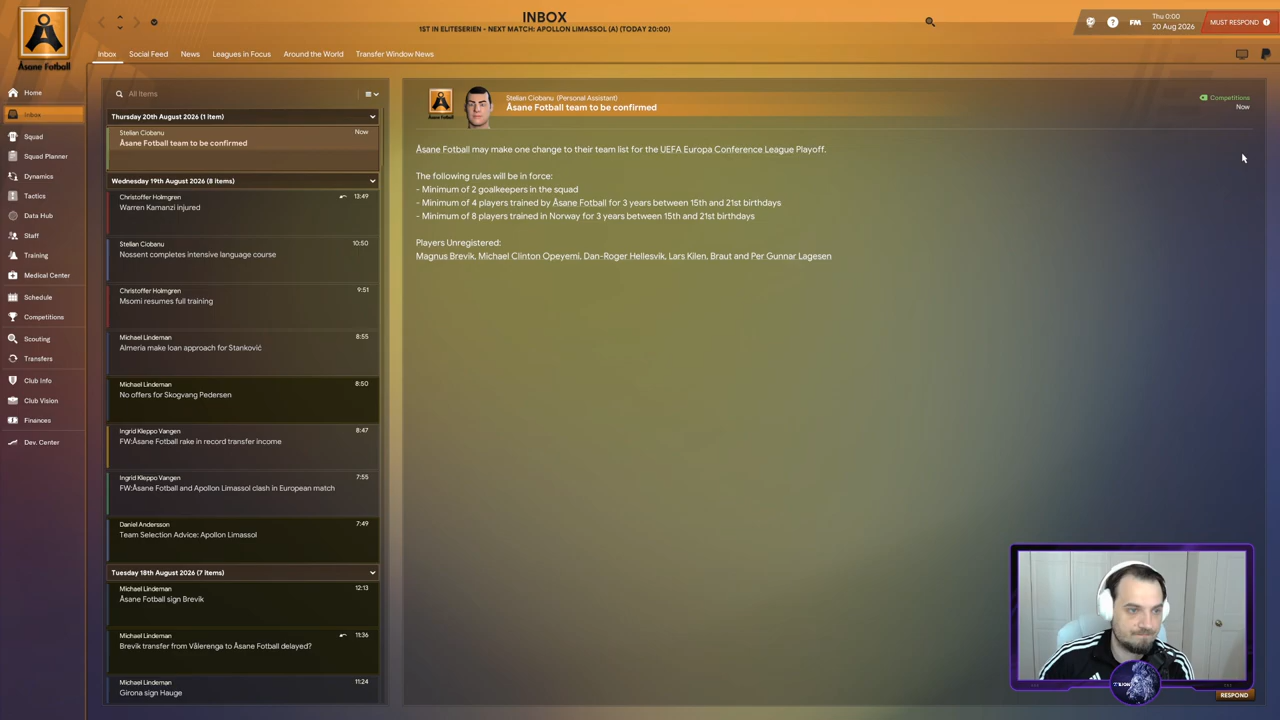 INBOX
1ST IN ELITESERIEN - NEXT MATCH: APOLLON LIMASSOL (A) (TODAY 20:00)
FM
Thu 0:00
20 Aug 2026
MUST RESPOND
Åsane Fotball
Inbox
Social Feed
News
Leagues in Focus
Around the World
Transfer Window News
Home
Inbox
Squad
Squad Planner
Dynamics
Tactics
Data Hub
Staff
Training
Medical Center
Schedule
Competitions
Scouting
Transfers
Club Info
Club Vision
Finances
Dev. Center
All Items
Thursday 20th August 2026 (1 Item)
Stelian Ciobanu
Now
Åsane Fotball team to be confirmed
Wednesday 19th August 2026 (8 Items)
Christoffer Holmgren
13:49
Warren Kamanzi injured
Stelian Ciobanu
10:50
Nossent completes intensive language course
Christoffer Holmgren
9:51
Msomi resumes full training
Michael Lindeman
8:55
Almeria make loan approach for Stanković
Michael Lindeman
8:50
No offers for Skogvang Pedersen
Ingrid Kleppo Vangen
8:47
FW:Åsane Fotball rake in record transfer income
Ingrid Kleppo Vangen
7:55
FW:Åsane Fotball and Apollon Limassol clash in European match
Daniel Andersson
7:49
Team Selection Advice: Apollon Limassol
Tuesday 18th August 2026 (7 Items)
Michael Lindeman
12:13
Åsane Fotball sign Brevik
Michael Lindeman
11:36
Brevik transfer from Vålerenga to Åsane Fotball delayed?
Michael Lindeman
11:24
Girona sign Hauge
Åsane Fotball
Stelian Ciobanu (Personal Assistant)
Åsane Fotball team to be confirmed
Competitions
Now
Åsane Fotball may make one change to their team list for the UEFA Europa Conference League Playoff.
The following rules will be in force:
- Minimum of 2 goalkeepers in the squad
- Minimum of 4 players trained by Åsane Fotball for 3 years between 15th and 21st birthdays
- Minimum of 8 players trained in Norway for 3 years between 15th and 21st birthdays
Players Unregistered:
Magnus Brevik, Michael Clinton Opeyemi, Dan-Roger Hellesvik, Lars Kilen, Braut and Per Gunnar Lagesen
RESPOND